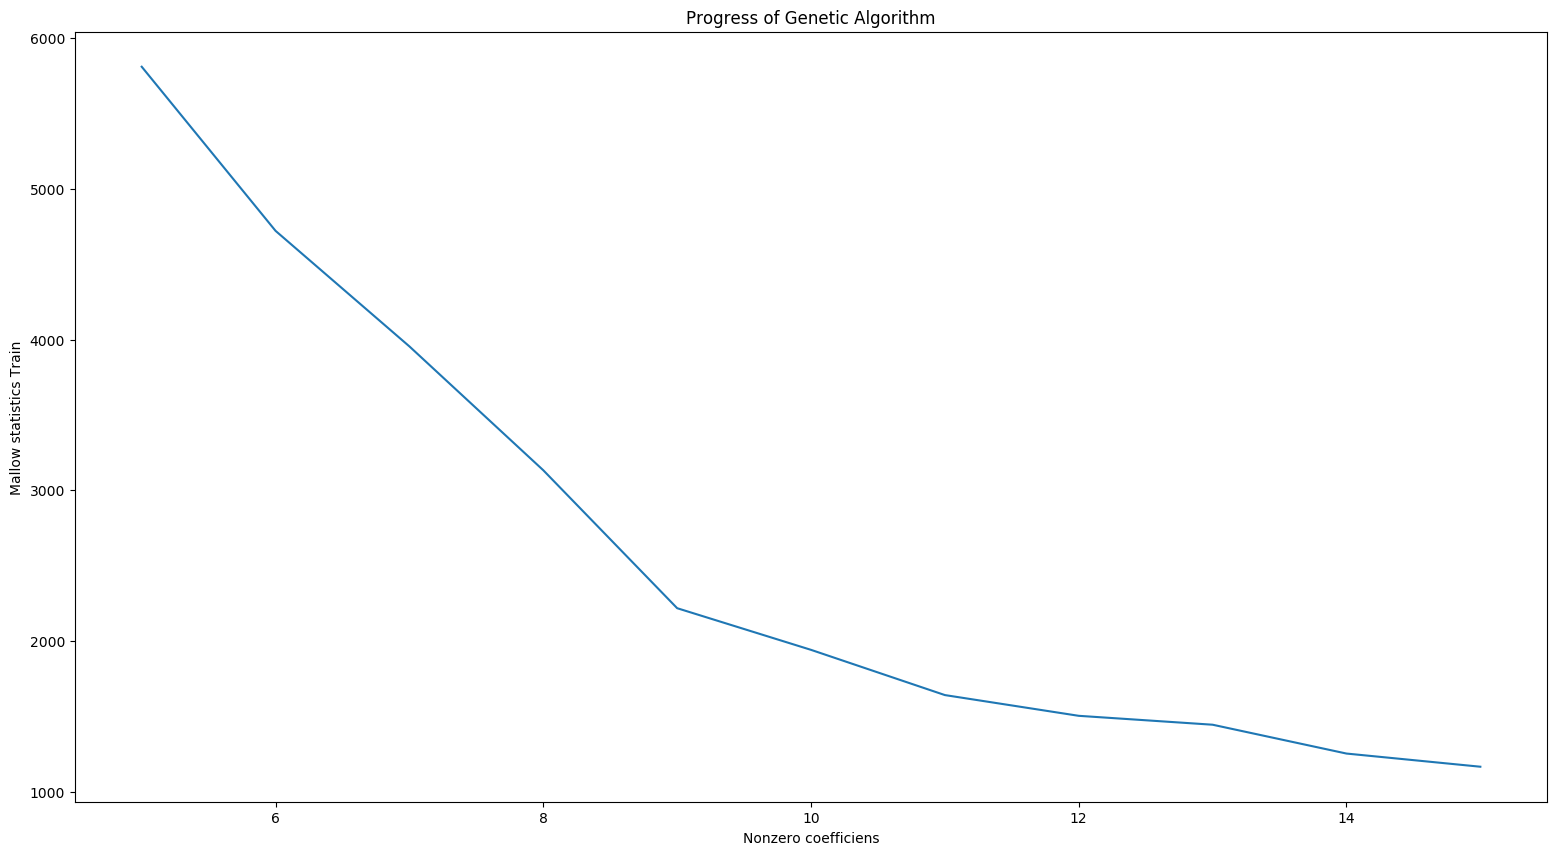 Progress of Genetic Algorithm
6000
5000
4000
3000
2000
1000
Mallow statistics Train
6 8 10 12 14
Nonzero coefficiens